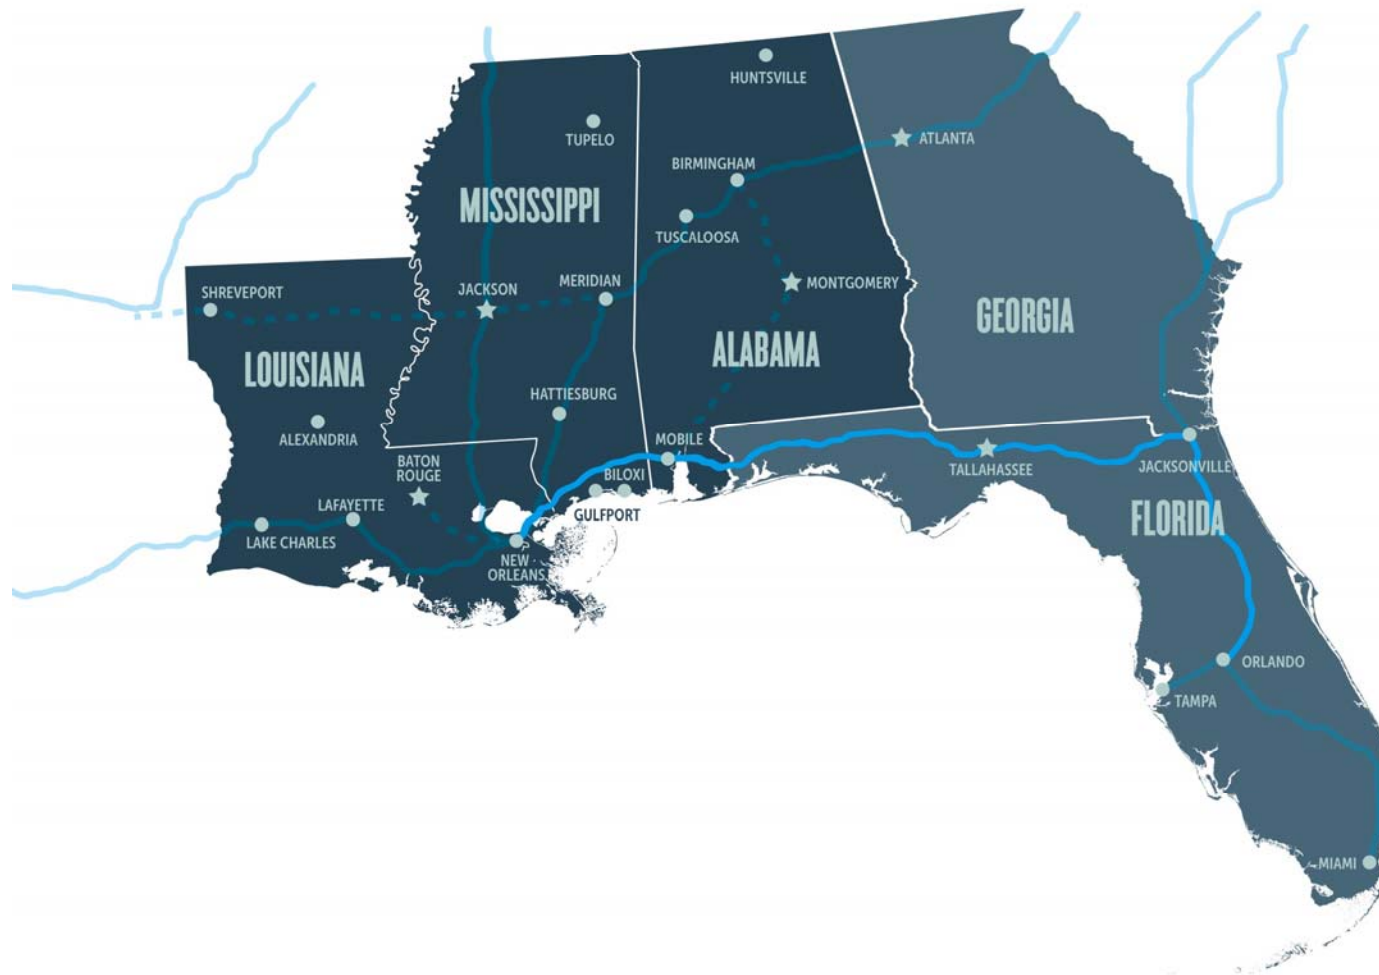 HUNTSVILLE
TUPELO
ATLANTA
BIRMINGHAM
MISSISSIPPI
TUSCALOOSA
SHREVEPORT
JACKSON
MERIDIAN
MONTGOMERY
GEORGIA
ALABAMA
LOUISIANA
HATTIESBURG
ALEXANDRIA
MOBILE
BATON
ROUGE
BILOXI
TALLAHASSEE
JACKSONVILLE
LAFAYETTE
GULFPORT
FLORIDA
LAKE CHARLES
NEW
ORLEANS
ORLANDO
TAMPA
MIAMI